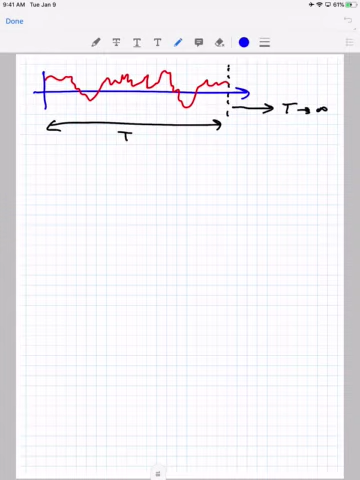 9:41 AM Tue Jan 9
61%
Done
T T T
T → ∞
T